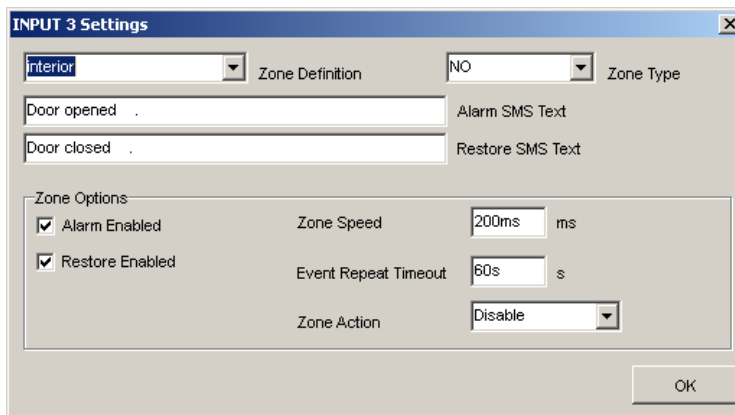 INPUT 3 Settings
interior Zone Definition NO Zone Type
Door opened . Alarm SMS Text
Door closed . Restore SMS Text
Zone Options
Alarm Enabled Zone Speed 200ms ms
Restore Enabled Event Repeat Timeout 60s s
Zone Action Disable
OK